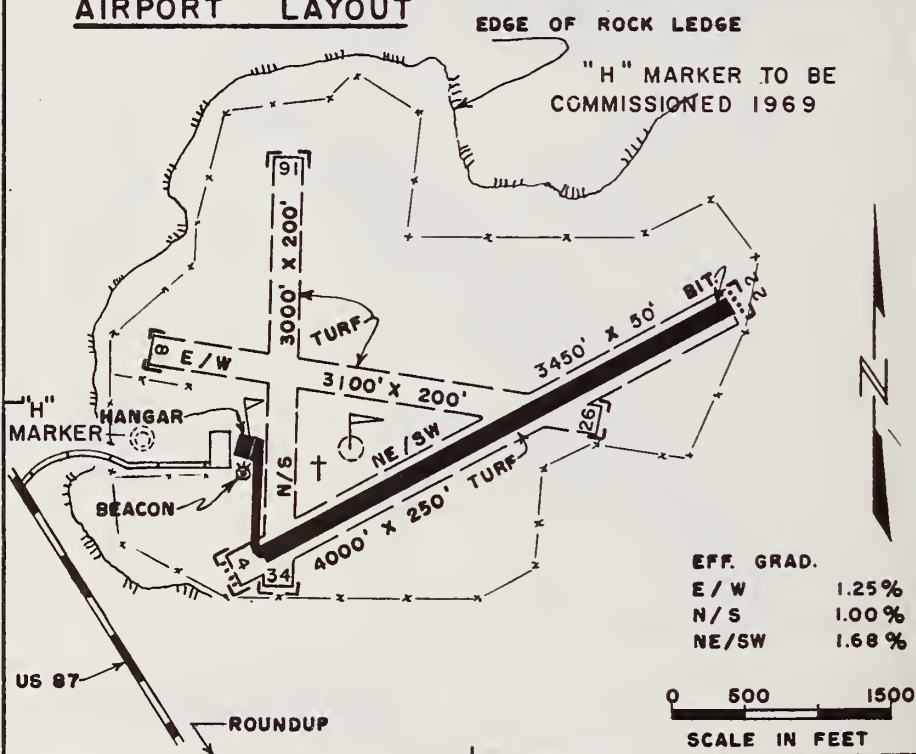 AIRPORT LAYOUT
EDGE OF ROCK LEDGE
"H" MARKER TO BE
COMMISSIONED 1969
16
3000' X 200'
TURF
BIT.
22
8
E/W
3100' X 200'
3450' X 50'
"H"
MARKER
HANGAR
NE/SW
26
N/S
BEACON
4000' X 250' TURF
4
34
N
EFF. GRAD.
E/W 1.25%
N/S 1.00%
NE/SW 1.68%
US 87
ROUNDUP
0 500 1500
SCALE IN FEET